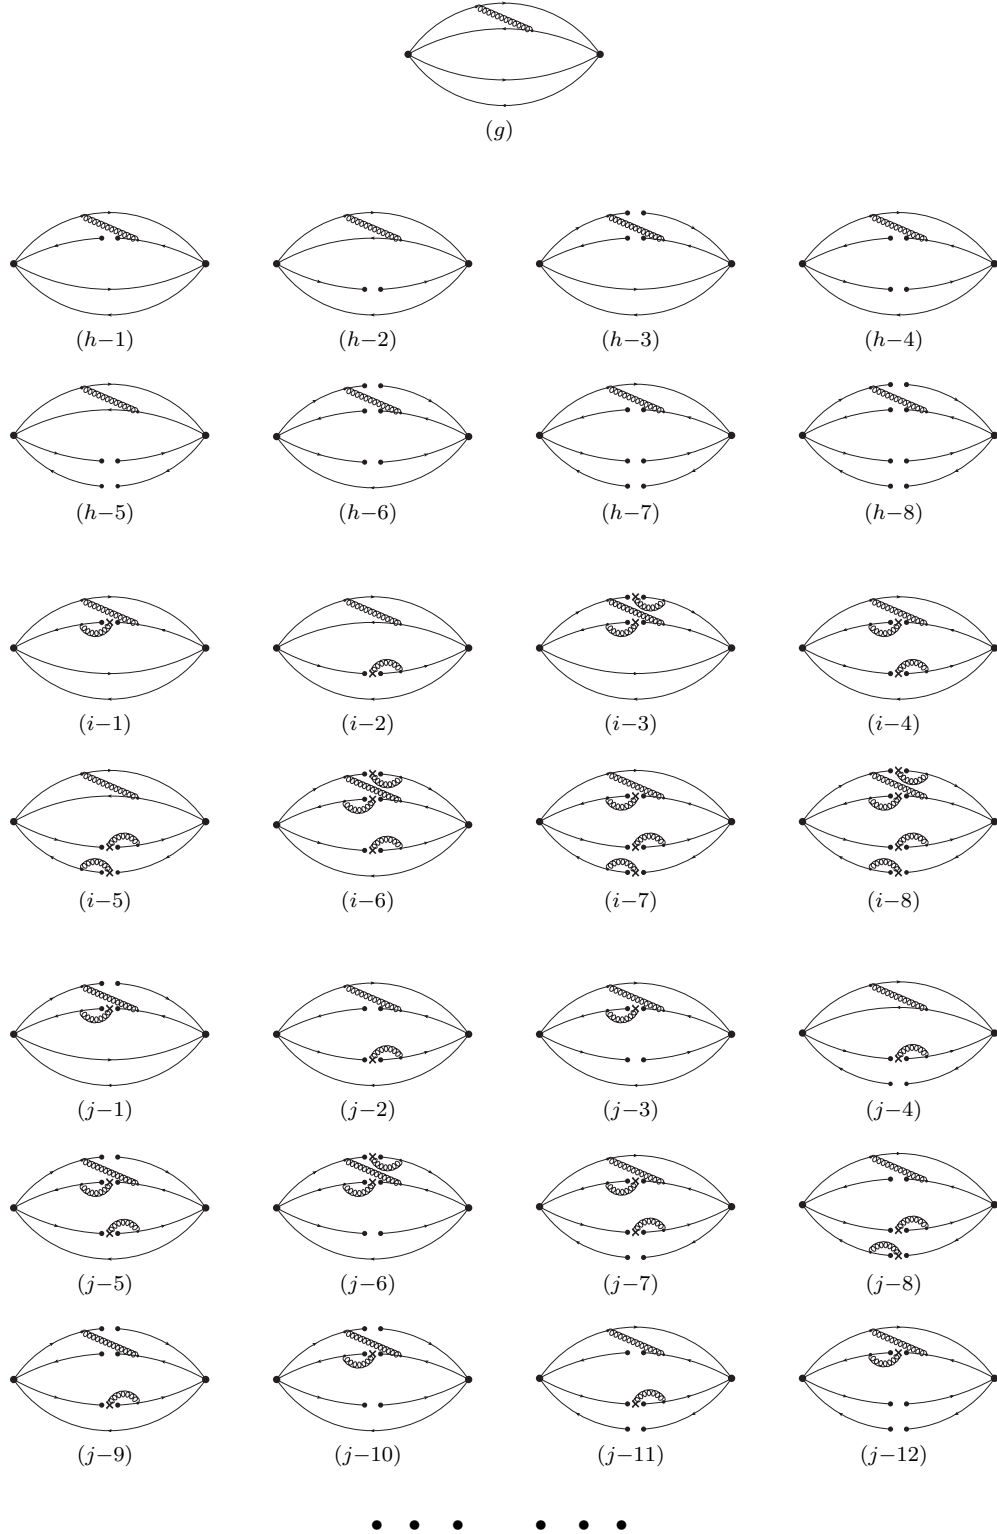 (g)
(h−1) (h−2) (h−3) (h−4)
(h−5) (h−6) (h−7) (h−8)
(i−1) (i−2) (i−3) (i−4)
(i−5) (i−6) (i−7) (i−8)
(j−1) (j−2) (j−3) (j−4)
(j−5) (j−6) (j−7) (j−8)
(j−9) (j−10) (j−11) (j−12)